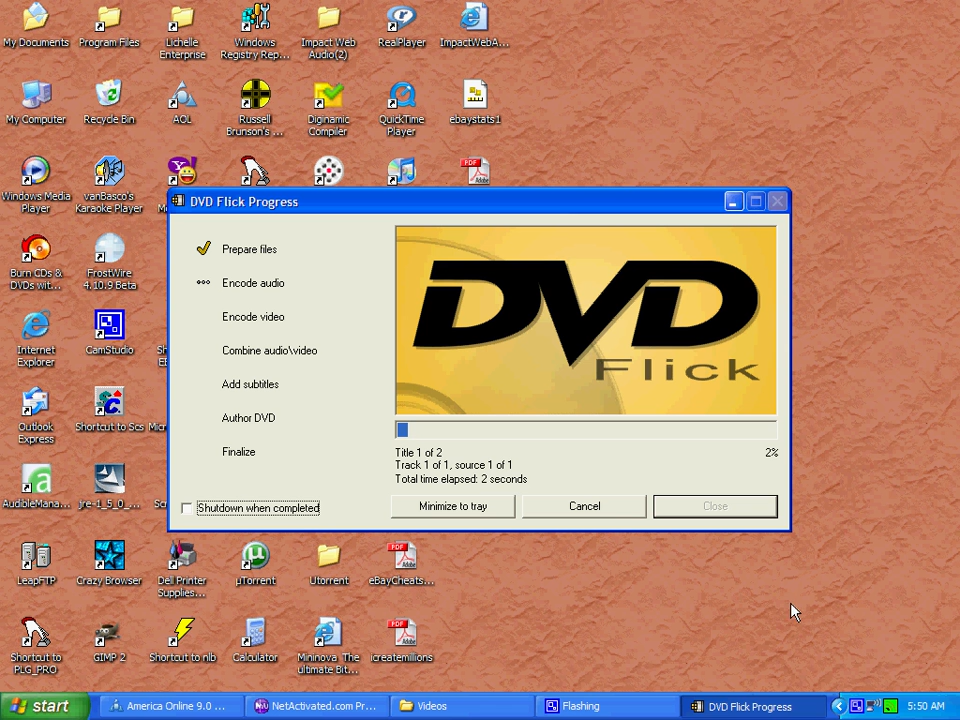 My Documents
Program Files
Lichelle
Enterprise
Windows
Registry Rep...
Impact Web
Audio(2)
RealPlayer
ImpactWebA...
My Computer
Recycle Bin
AOL
Russell
Brunson's ...
Diginamic
Compiler
QuickTime
Player
ebaystats1
Windows Media
Player
vanBasco's
Karaoke Player
DVD Flick Progress
Prepare files
Encode audio
Encode video
Combine audio\video
Add subtitles
Author DVD
Finalize
DVD
Flick
Title 1 of 2
2%
Track 1 of 1, source 1 of 1
Total time elapsed: 2 seconds
Shutdown when completed
Minimize to tray
Cancel
Close
Burn CDs &
DVDs wit...
FrostWire
4.10.9 Beta
Internet
Explorer
CamStudio
Outlook
Express
Shortcut to Scs
AudibleMana...
jre-1_5_0_...
LeapFTP
Crazy Browser
Dell Printer
Supplies...
µTorrent
Utorrent
eBayCheats...
Shortcut to
PLG_PRO
GIMP 2
Shortcut to nlb
Calculator
Mininova The
ultimate Bit...
icreatemilions
start
America Online 9.0 ...
NetActivated.com Pr...
Videos
Flashing
DVD Flick Progress
5:50 AM